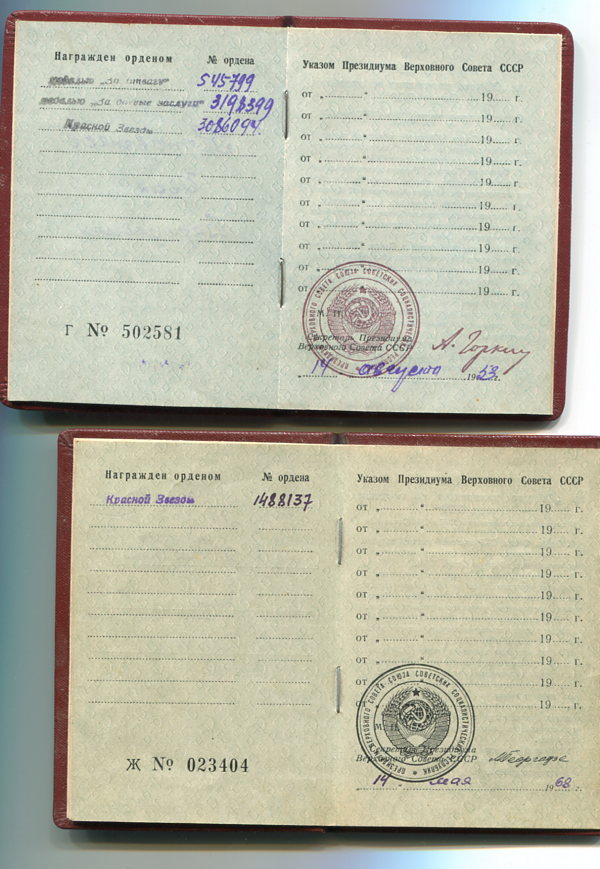 Награжден орденом № ордена
медалью „За отвагу" 545799
медалью „За боевые заслуги" 3198399
Красной Звезды 3086094
Г № 502581
Указом Президиума Верховного Совета СССР
от „ " 19 г.
от „ " 19 г.
от „ " 19 г.
от „ " 19 г.
от „ " 19 г.
от „ " 19 г.
от „ " 19 г.
от „ " 19 г.
от „ " 19 г.
от „ " 19 г.
М. П.
Секретарь Президиума
Верховного Совета СССР А. Горкин
14 августа 1953 г.
Награжден орденом № ордена
Красной Звезды 1488137
Ж № 023404
Указом Президиума Верховного Совета СССР
от „ " 19 г.
от „ " 19 г.
от „ " 19 г.
от „ " 19 г.
от „ " 19 г.
от „ " 19 г.
от „ " 19 г.
от „ " 19 г.
от 19 г.
М. П.
Секретарь Президиума
Верховного Совета СССР М. Георгадзе
14 мая 1968 г.